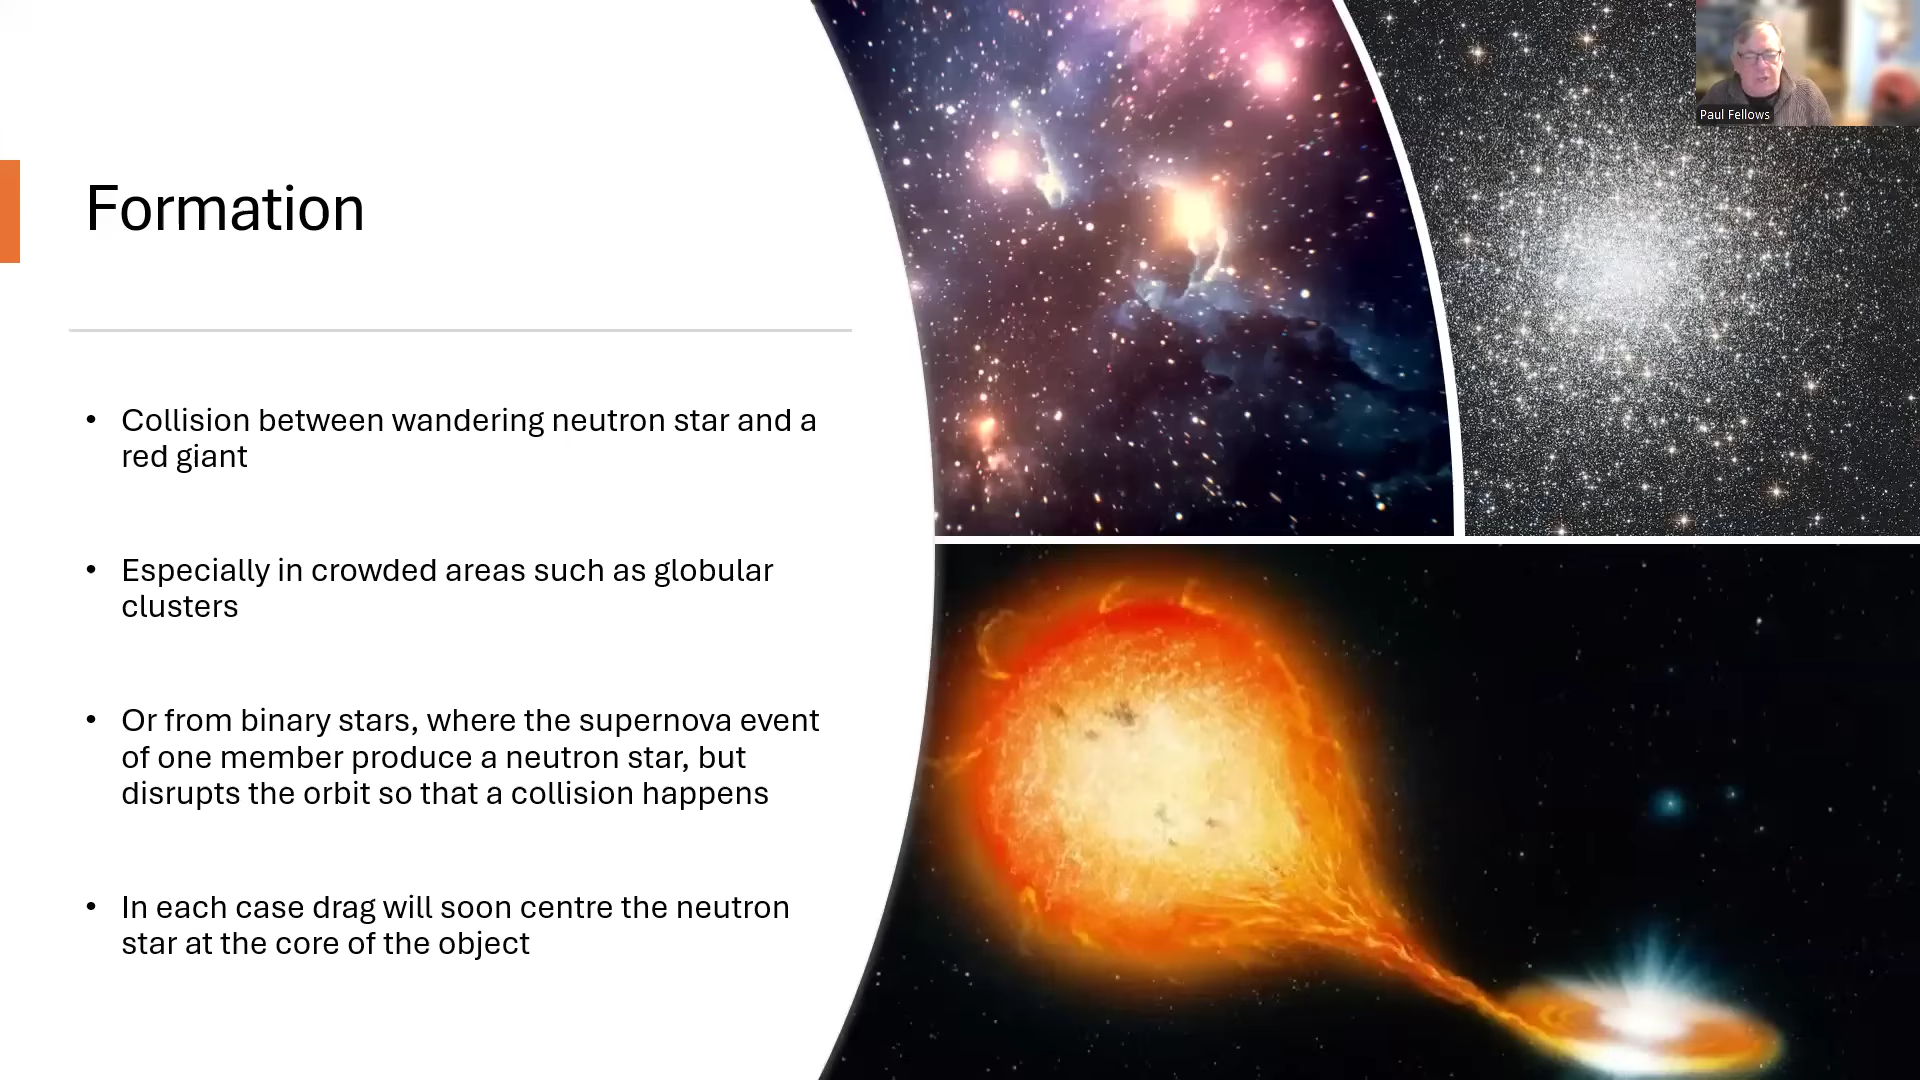 Formation
• Collision between wandering neutron star and a
red giant
• Especially in crowded areas such as globular
clusters
• Or from binary stars, where the supernova event
of one member produce a neutron star, but
disrupts the orbit so that a collision happens
• In each case drag will soon centre the neutron
star at the core of the object
Paul Fellows